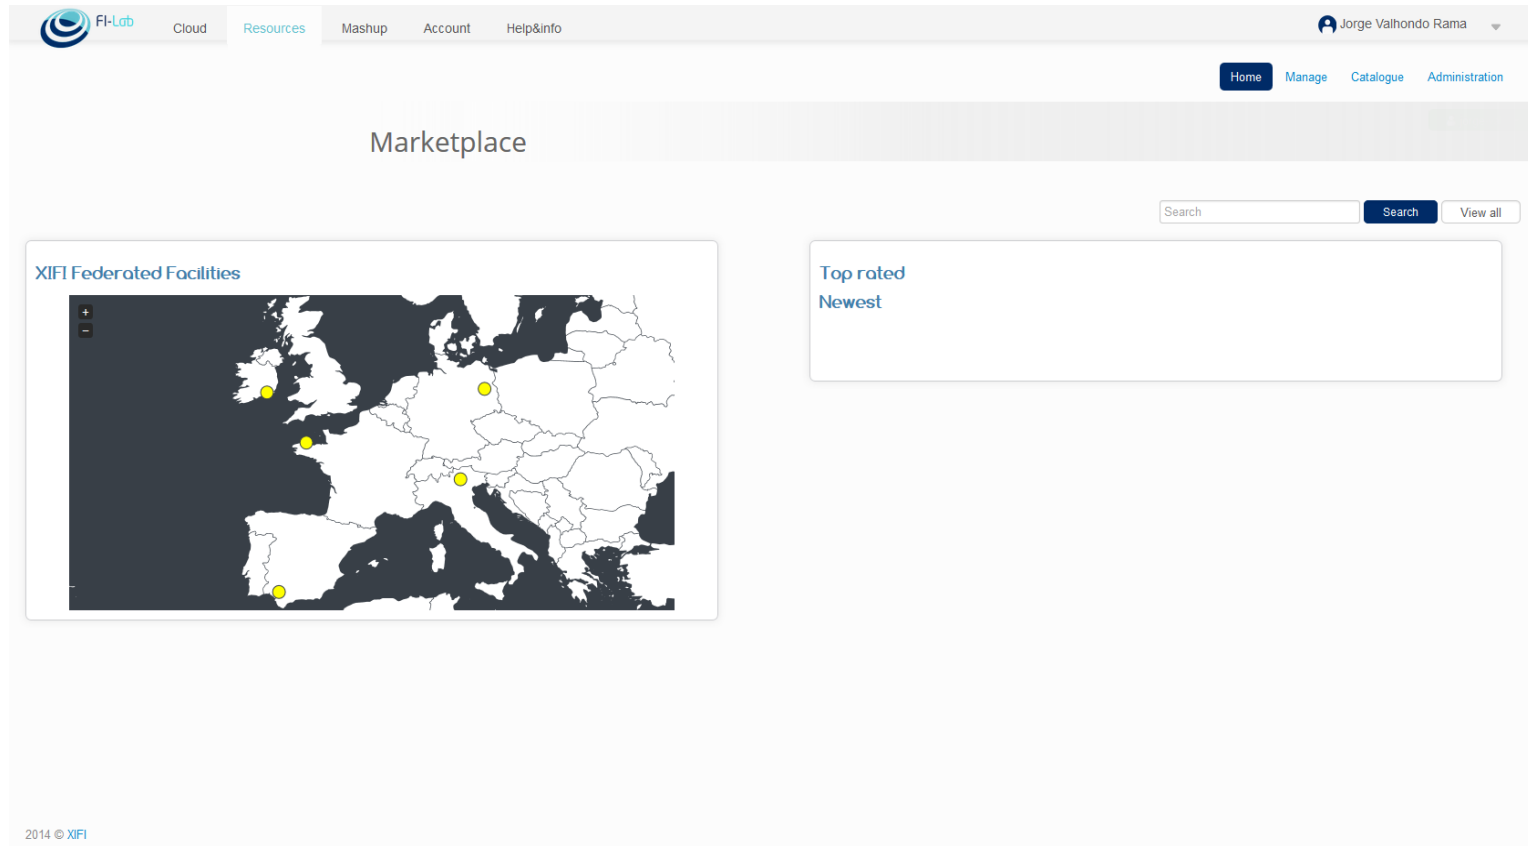 FI-Lab
Cloud
Resources
Mashup
Account
Help&info
Jorge Valhondo Rama
Home
Manage
Catalogue
Administration
Marketplace
Search
Search
View all
XIFI Federated Facilities
+
−
Top rated
Newest
2014 © XIFI